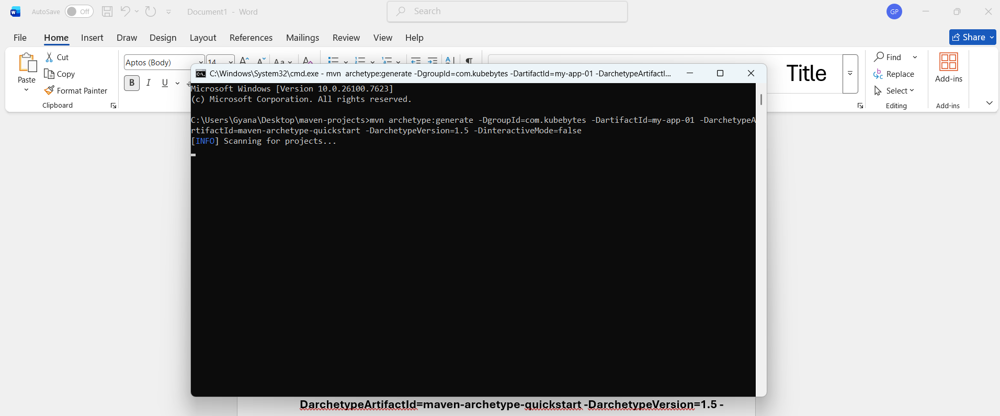 AutoSave Off Document1 - Word Search GP
File Home Insert Draw Design Layout References Mailings Review View Help Share
Paste
Cut
Copy
Format Painter
Clipboard
Aptos (Body) 14 A A Aa A
B I U
Title
Find
Replace
Select
Editing
Add-ins
Add-ins
C:\Windows\System32\cmd.exe - mvn  archetype:generate -DgroupId=com.kubebytes -DartifactId=my-app-01 -DarchetypeArtifactI...
Microsoft Windows [Version 10.0.26100.7623]
(c) Microsoft Corporation. All rights reserved.
C:\Users\Gyana\Desktop\maven-projects>mvn archetype:generate -DgroupId=com.kubebytes -DartifactId=my-app-01 -DarchetypeA
rtifactId=maven-archetype-quickstart -DarchetypeVersion=1.5 -DinteractiveMode=false
[INFO] Scanning for projects...
DarchetypeArtifactId=maven-archetype-quickstart -DarchetypeVersion=1.5 -